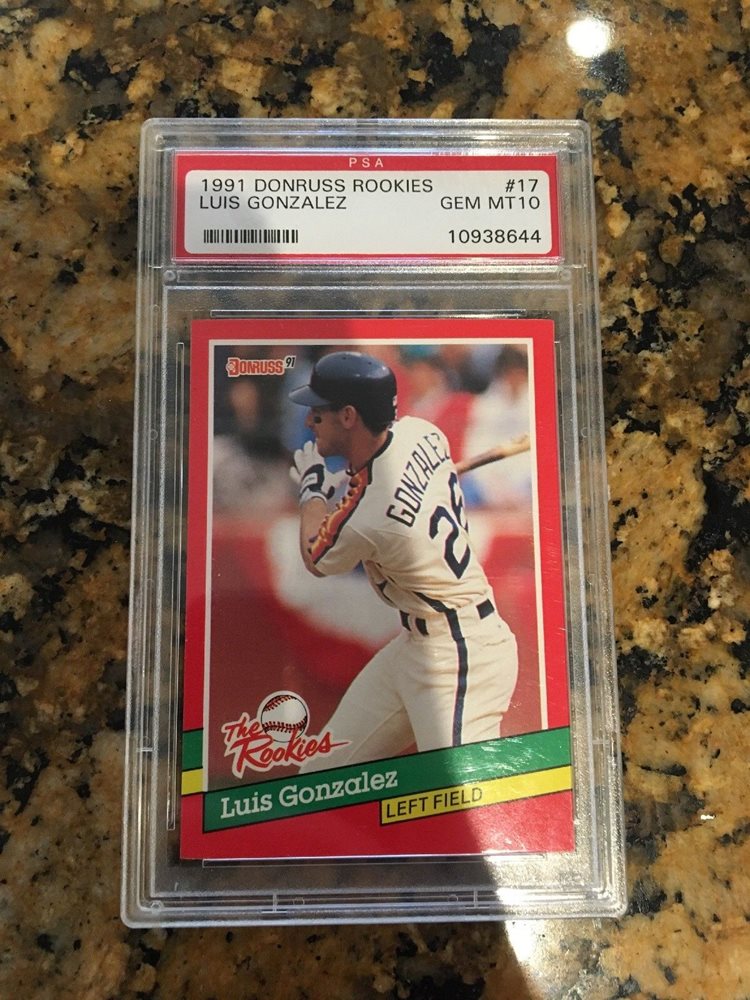 PSA
1991 DONRUSS ROOKIES #17
LUIS GONZALEZ GEM MT10
10938644
DONRUSS 91
GONZALEZ
26
The
Rookies
Luis Gonzalez
LEFT FIELD